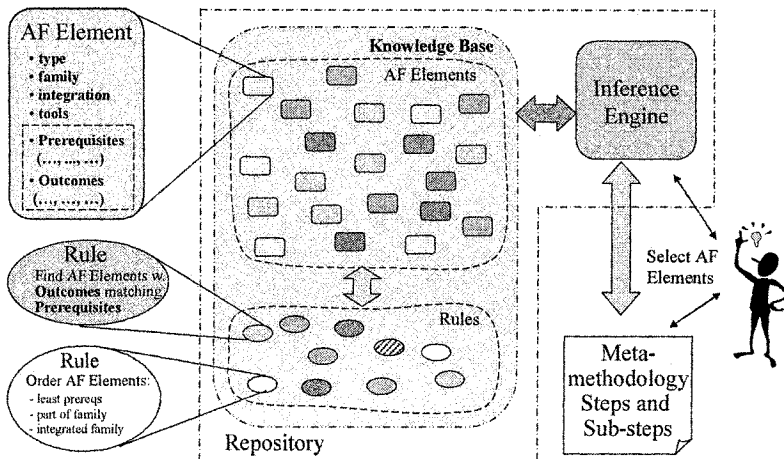 AF Element
• type
• family
• integration
• tools
• Prerequisites
(..., ..., ...)
• Outcomes
(..., ..., ...)
Rule
Find AF Elements w.
Outcomes matching
Prerequisites
Rule
Order AF Elements:
- least prereqs
- part of family
- integrated family
Knowledge Base
AF Elements
Rules
Repository
Inference
Engine
Select AF
Elements
Meta-
methodology
Steps and
Sub-steps